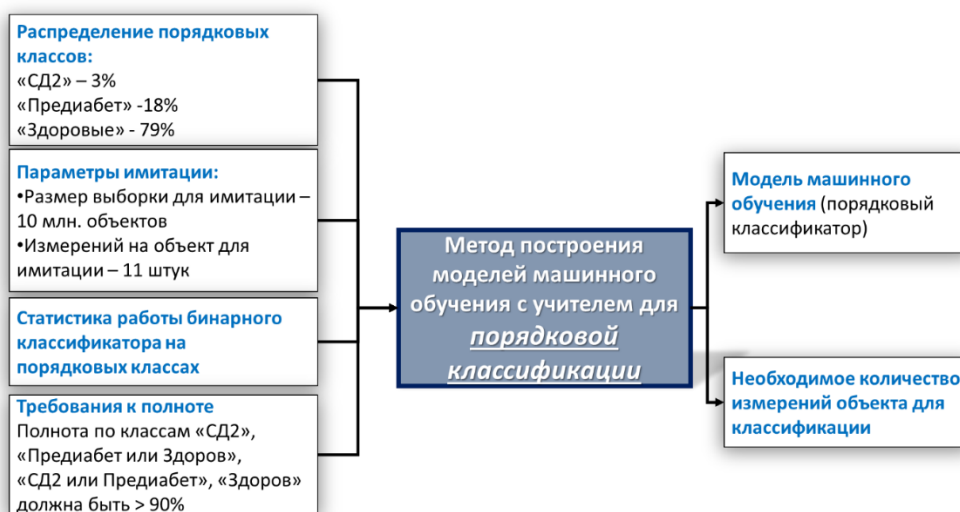 Распределение порядковых
классов:
«СД2» – 3%
«Предиабет» -18%
«Здоровые» - 79%
Параметры имитации:
•Размер выборки для имитации –
10 млн. объектов
•Измерений на объект для
имитации – 11 штук
Статистика работы бинарного
классификатора на
порядковых классах
Требования к полноте
Полнота по классам «СД2»,
«Предиабет или Здоров»,
«СД2 или Предиабет», «Здоров»
должна быть > 90%
Метод построения
моделей машинного
обучения с учителем для
порядковой
классификации
Модель машинного
обучения (порядковый
классификатор)
Необходимое количество
измерений объекта для
классификации